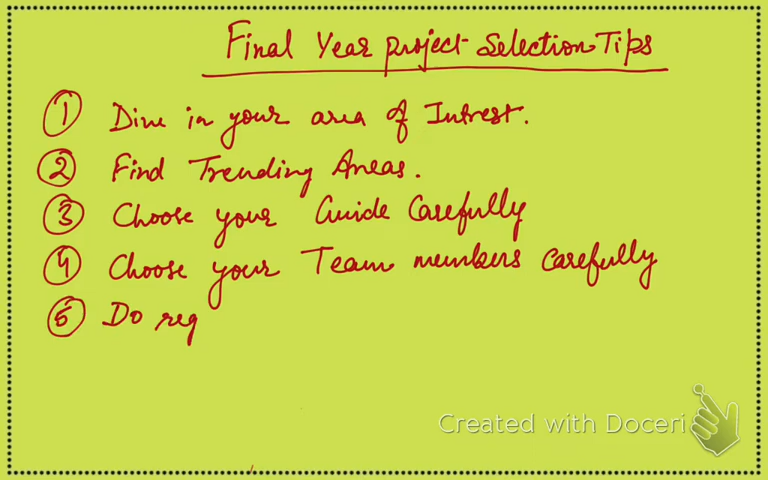 Final Year project Selection Tips
1 Dive in your area of Intrest.
2 Find Trending Areas.
3 Choose your Guide Carefully
4 Choose your Team members carefully
5 Do reg
Created with Doceri